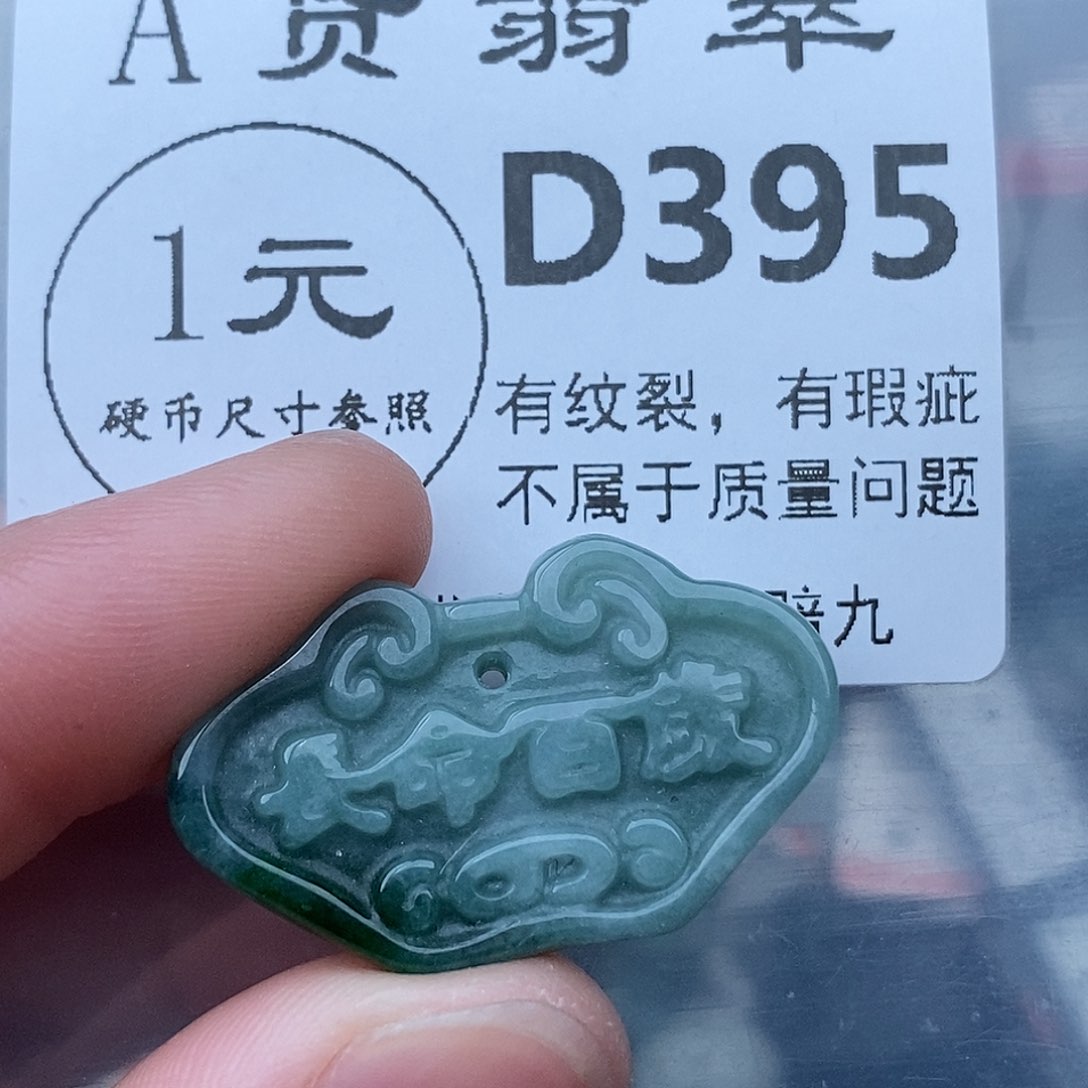 A货翡翠
D395
1元
硬币尺寸参照
有纹裂，有瑕疵
不属于质量问题
赔九
长命百岁